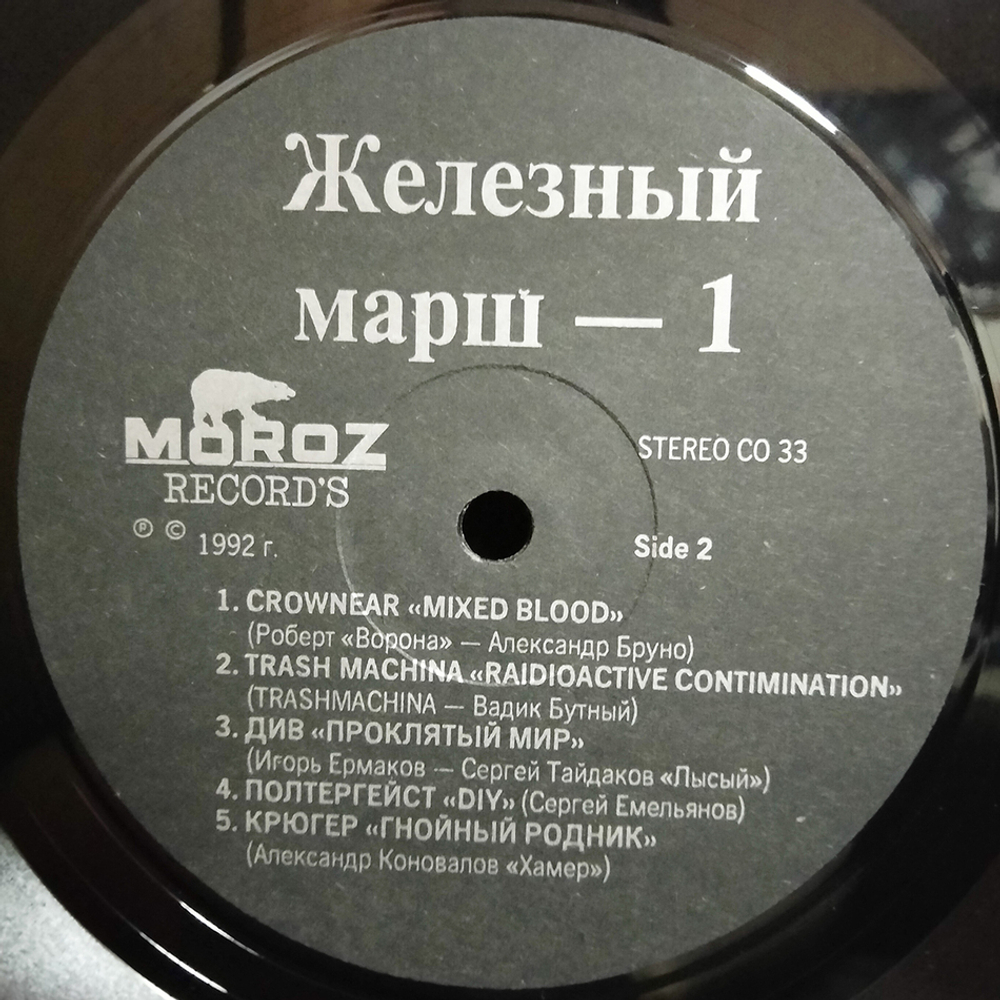 Железный
марш — 1
MOROZ
RECORD'S
STEREO CO 33
Ⓟ © 1992 г.
Side 2
1. CROWNEAR «MIXED BLOOD»
(Роберт «Ворона» — Александр Бруно)
2. TRASH MACHINA «RAIDIOACTIVE CONTIMINATION»
(TRASHMACHINA — Вадик Бутный)
3. ДИВ «ПРОКЛЯТЫЙ МИР»
(Игорь Ермаков — Сергей Тайдаков «Лысый»)
4. ПОЛТЕРГЕЙСТ «DIY» (Сергей Емельянов)
5. КРЮГЕР «ГНОЙНЫЙ РОДНИК»
(Александр Коновалов «Хамер»)